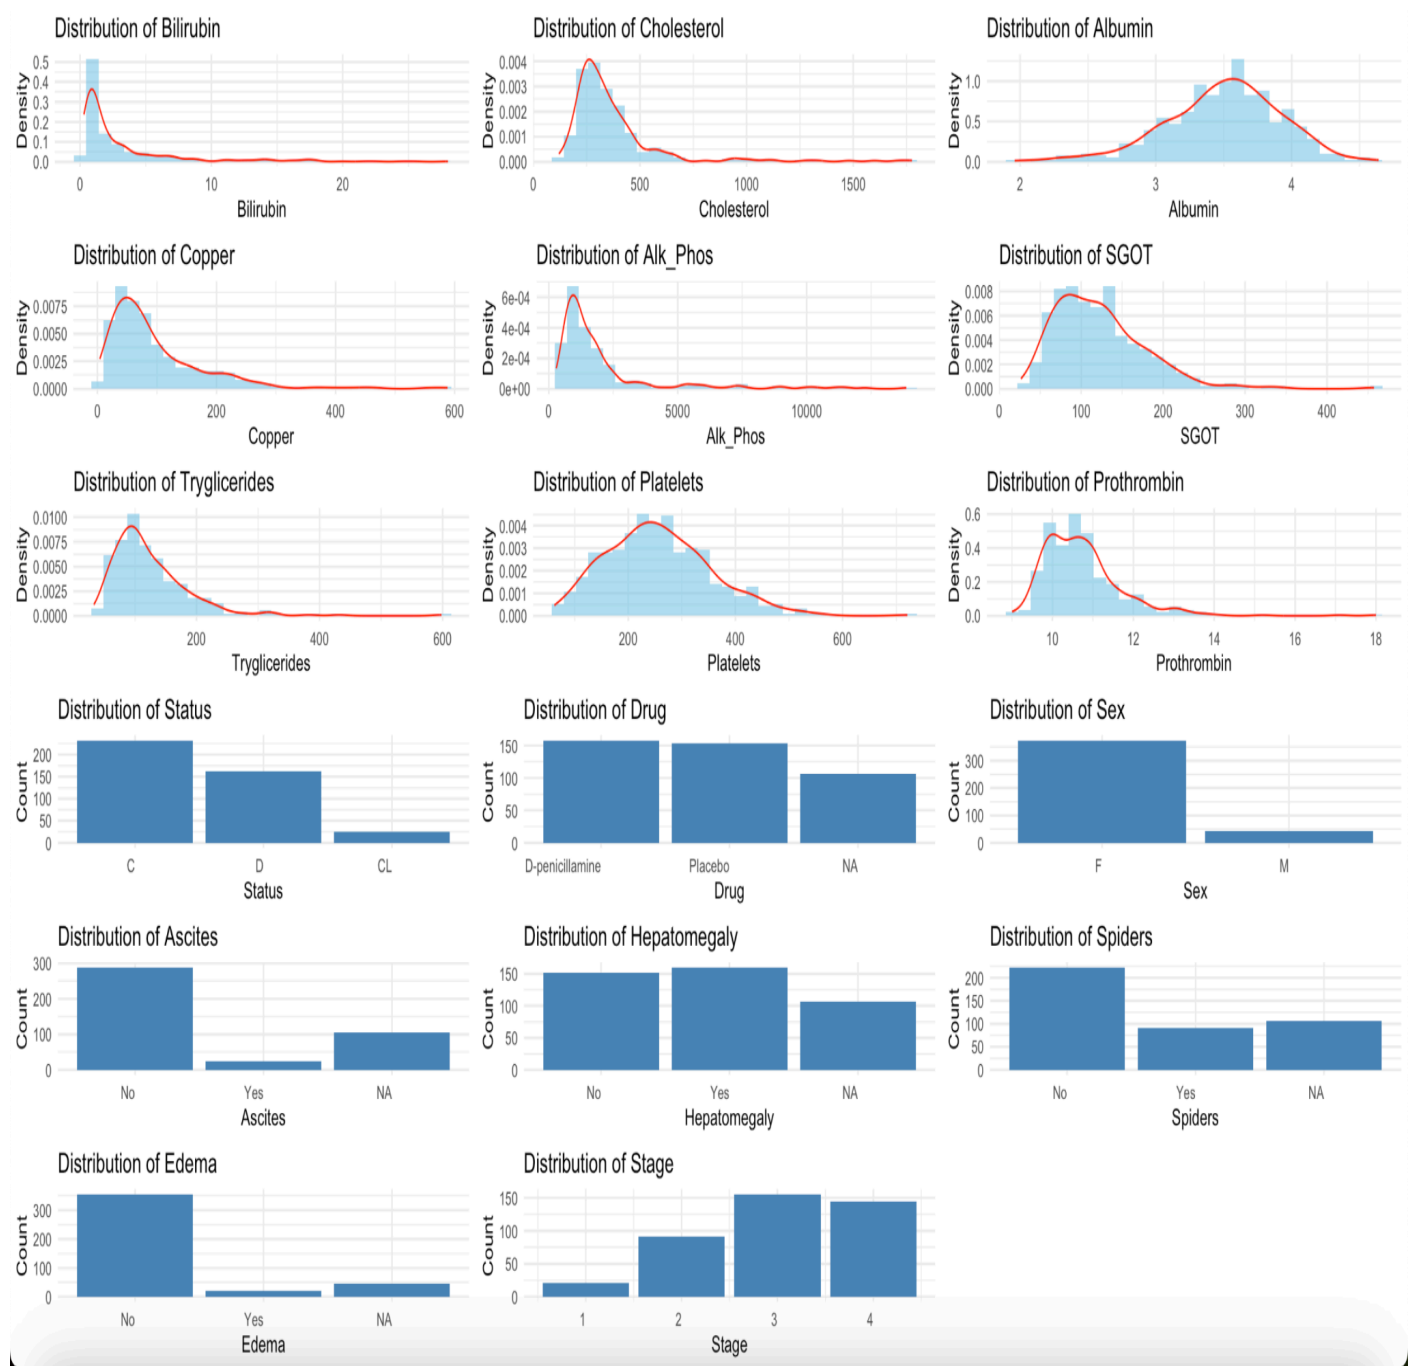 Distribution of Bilirubin
Density
0.5
0.4
0.3
0.2
0.1
0.0
0 10 20
Bilirubin
Distribution of Cholesterol
Density
0.004
0.003
0.002
0.001
0.000
0 500 1000 1500
Cholesterol
Distribution of Albumin
Density
1.0
0.5
0.0
2 3 4
Albumin
Distribution of Copper
Density
0.0075
0.0050
0.0025
0.0000
0 200 400 600
Copper
Distribution of Alk_Phos
Density
6e-04
4e-04
2e-04
0e+00
0 5000 10000
Alk_Phos
Distribution of SGOT
Density
0.008
0.006
0.004
0.002
0.000
0 100 200 300 400
SGOT
Distribution of Tryglicerides
Density
0.0100
0.0075
0.0050
0.0025
0.0000
200 400 600
Tryglicerides
Distribution of Platelets
Density
0.004
0.003
0.002
0.001
0.000
200 400 600
Platelets
Distribution of Prothrombin
Density
0.6
0.4
0.2
0.0
10 12 14 16 18
Prothrombin
Distribution of Status
Count
200
150
100
50
0
C D CL
Status
Distribution of Drug
Count
150
100
50
0
D-penicillamine Placebo NA
Drug
Distribution of Sex
Count
300
200
100
0
F M
Sex
Distribution of Ascites
Count
300
200
100
0
No Yes NA
Ascites
Distribution of Hepatomegaly
Count
150
100
50
0
No Yes NA
Hepatomegaly
Distribution of Spiders
Count
200
150
100
50
0
No Yes NA
Spiders
Distribution of Edema
Count
300
200
100
0
No Yes NA
Edema
Distribution of Stage
Count
150
100
50
0
1 2 3 4
Stage